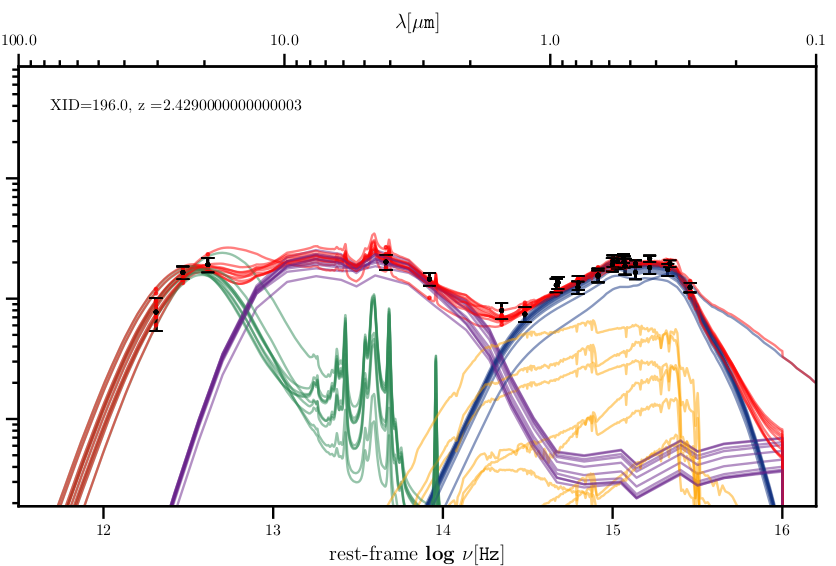 λ[μm]
100.0 10.0 1.0 0.1
XID=196.0, z =2.4290000000000003
12 13 14 15 16
rest-frame log ν[Hz]